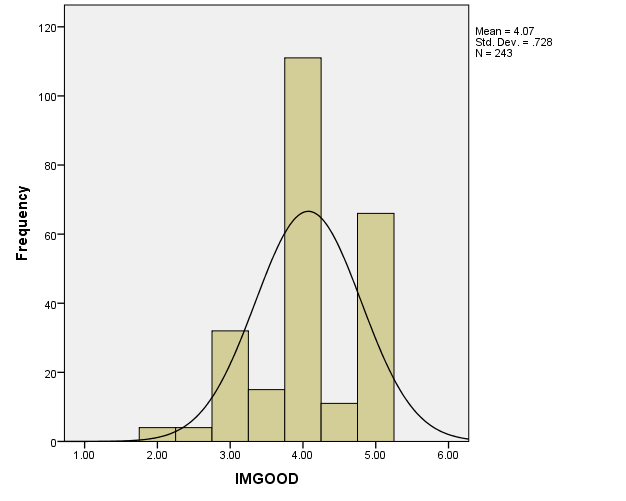 120
100
80
60
40
20
0
Frequency
1.00 2.00 3.00 4.00 5.00 6.00
IMGOOD
Mean = 4.07
Std. Dev. = .728
N = 243